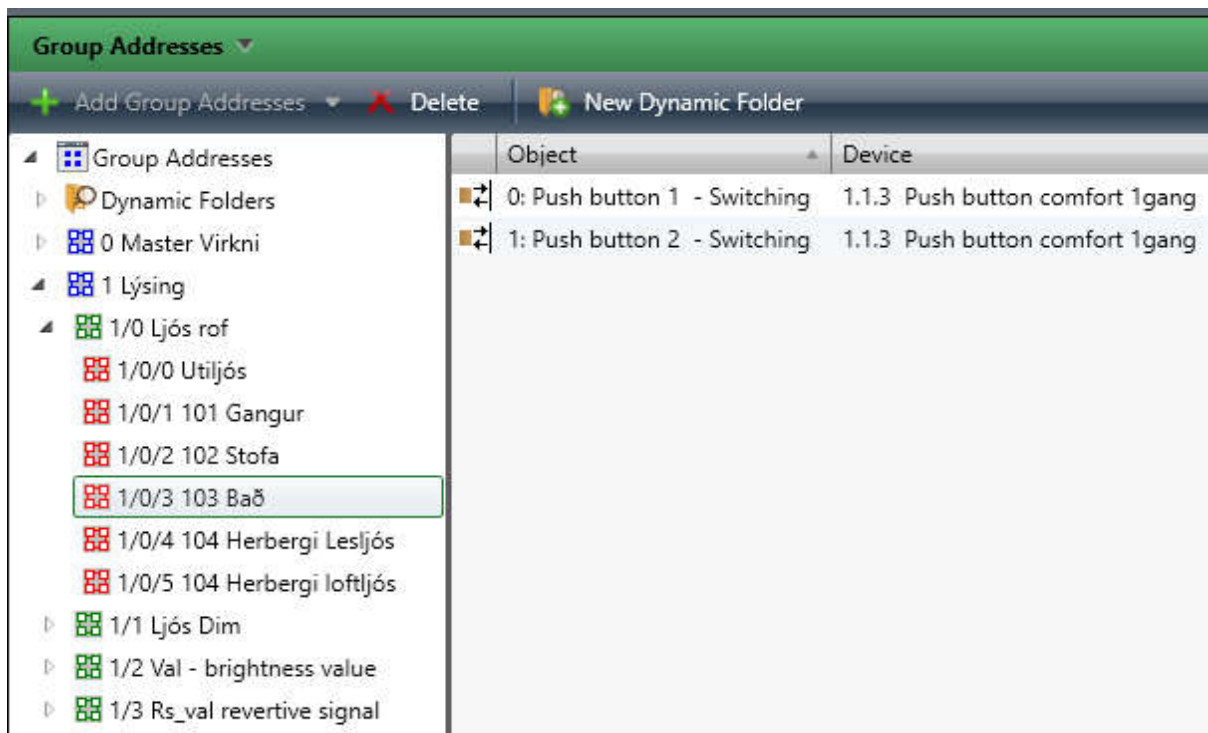 Group Addresses
Add Group Addresses Delete New Dynamic Folder
Group Addresses
Dynamic Folders
0 Master Virkni
1 Lýsing
1/0 Ljós rof
1/0/0 Utiljós
1/0/1 101 Gangur
1/0/2 102 Stofa
1/0/3 103 Bað
1/0/4 104 Herbergi Lesljós
1/0/5 104 Herbergi loftljós
1/1 Ljós Dim
1/2 Val - brightness value
1/3 Rs_val revertive signal
Object Device
0: Push button 1 - Switching 1.1.3 Push button comfort 1gang
1: Push button 2 - Switching 1.1.3 Push button comfort 1gang